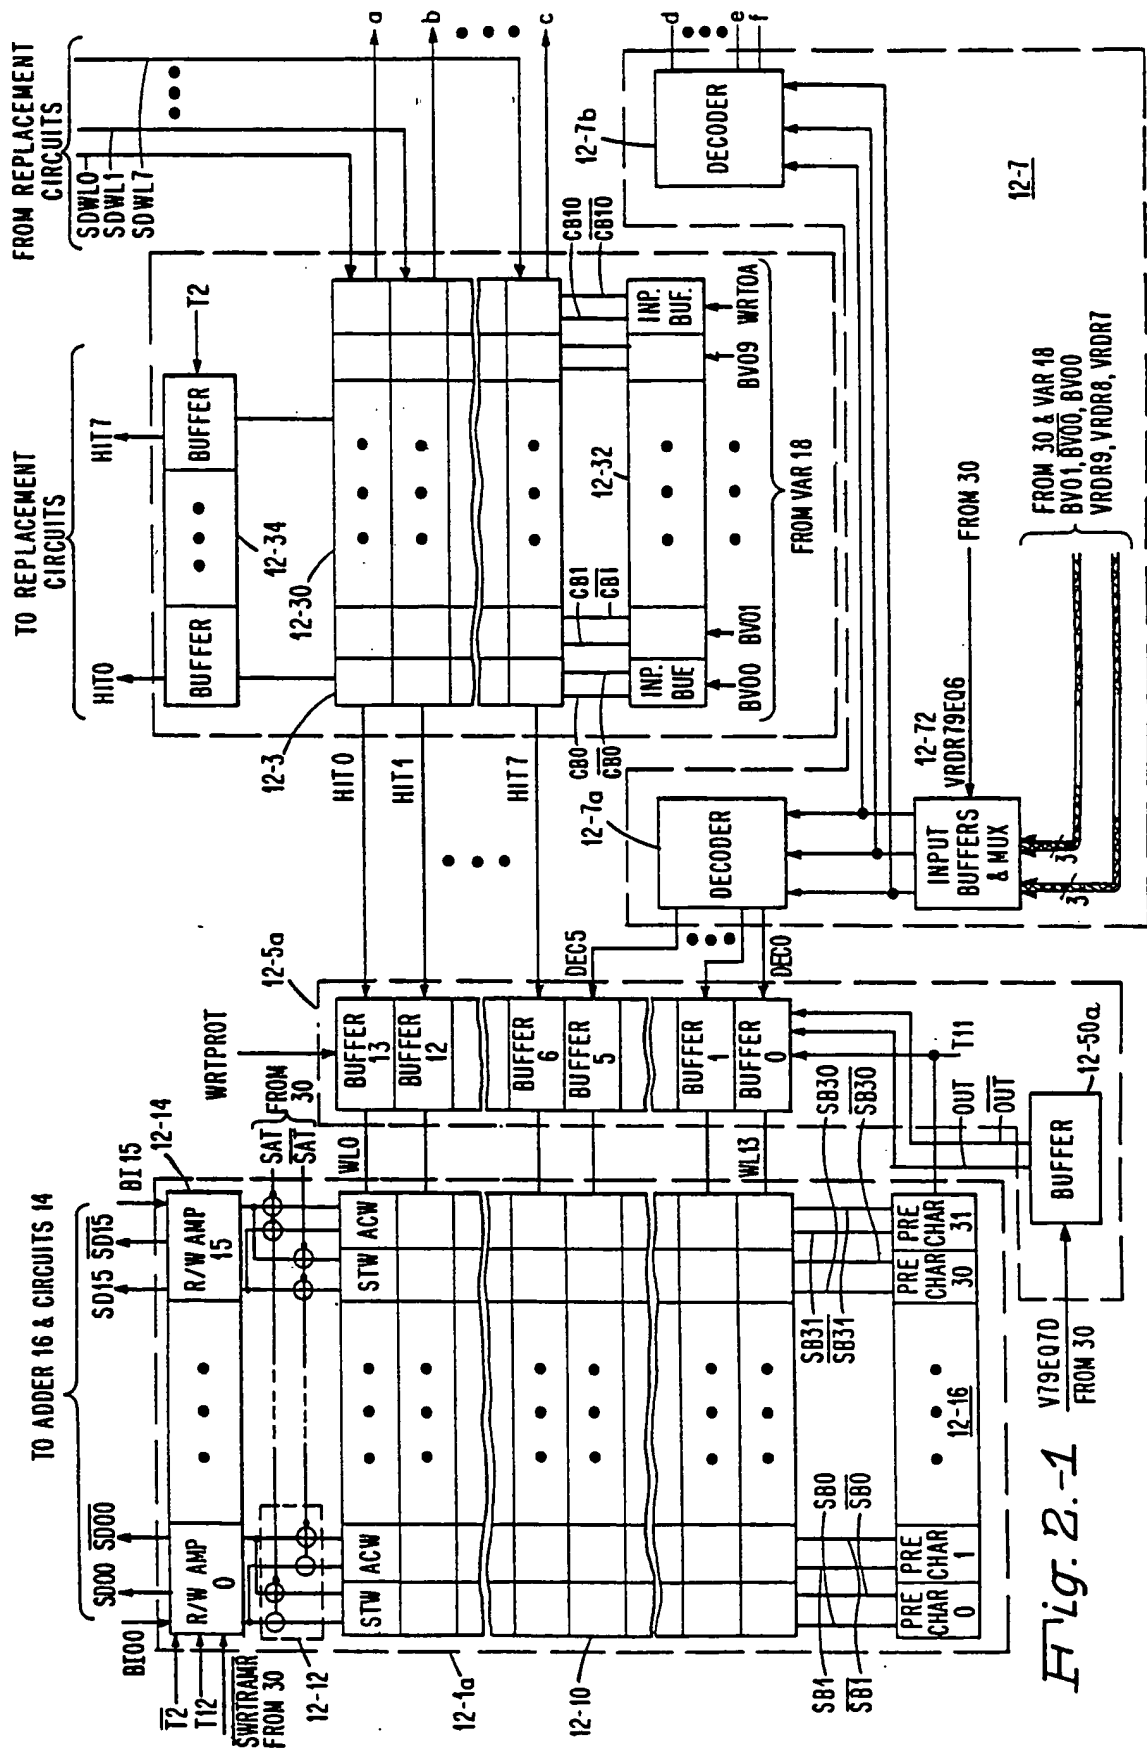 TO ADDER 16 & CIRCUITS 14
TO REPLACEMENT
CIRCUITS
FROM REPLACEMENT
CIRCUITS
SDWL0
SDWL1
SDWL7
BI00
SD00
SD00
SD15
SD15
BI15
12-14
T2
T12
SWRTRAMR
FROM 30
R/W AMP
0
R/W AMP
15
12-12
SAT
SAT
FROM
30
12-1a
12-10
STW
ACW
STW
ACW
WL0
WL13
WRTPROT
12-5a
BUFFER
13
BUFFER
12
BUFFER
6
BUFFER
5
BUFFER
1
BUFFER
0
HIT0
HIT1
HIT7
DEC5
DEC0
SB1
SB1
SB0
SB0
SB31
SB31
SB30
SB30
PRE
CHAR
0
PRE
CHAR
1
12-16
PRE
CHAR
30
PRE
CHAR
31
T11
OUT
OUT
12-50a
BUFFER
V79EQ7D
FROM 30
HIT0
HIT7
BUFFER
BUFFER
T2
12-34
12-3
12-30
a
b
c
CB0
CB0
CB1
CB1
CB10
CB10
12-32
INP.
BUF
INP.
BUF.
BV00
BV01
BV09
WRT0A
FROM VAR 18
12-7a
DECODER
12-7b
DECODER
d
e
f
12-7
12-72
VRDR79EQ6
INPUT
BUFFERS
& MUX
FROM 30
3
3
FROM 30 & VAR 18
BV01, BV00, BV00
VRDR9, VRDR8, VRDR7
Fig. 2.-1